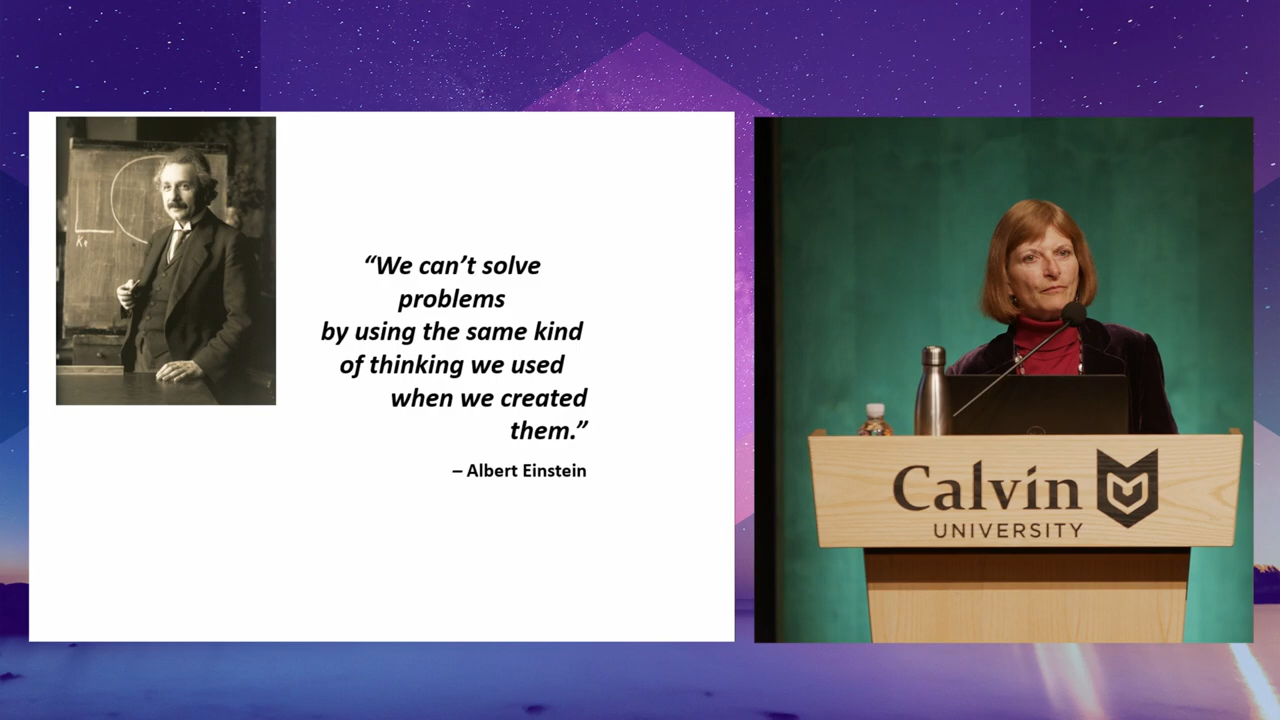 “We can’t solve
problems
by using the same kind
of thinking we used
when we created
them.”
– Albert Einstein
Calvin
UNIVERSITY